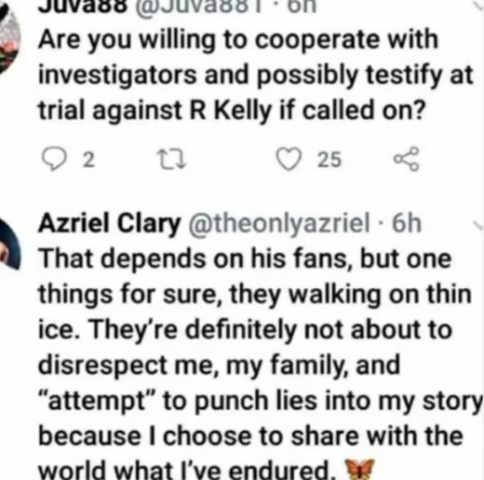 Juva88 @Juva881 · 6h
Are you willing to cooperate with
investigators and possibly testify at
trial against R Kelly if called on?
2 25
Azriel Clary @theonlyazriel · 6h
That depends on his fans, but one
things for sure, they walking on thin
ice. They're definitely not about to
disrespect me, my family, and
“attempt” to punch lies into my story
because I choose to share with the
world what I've endured. 🦋